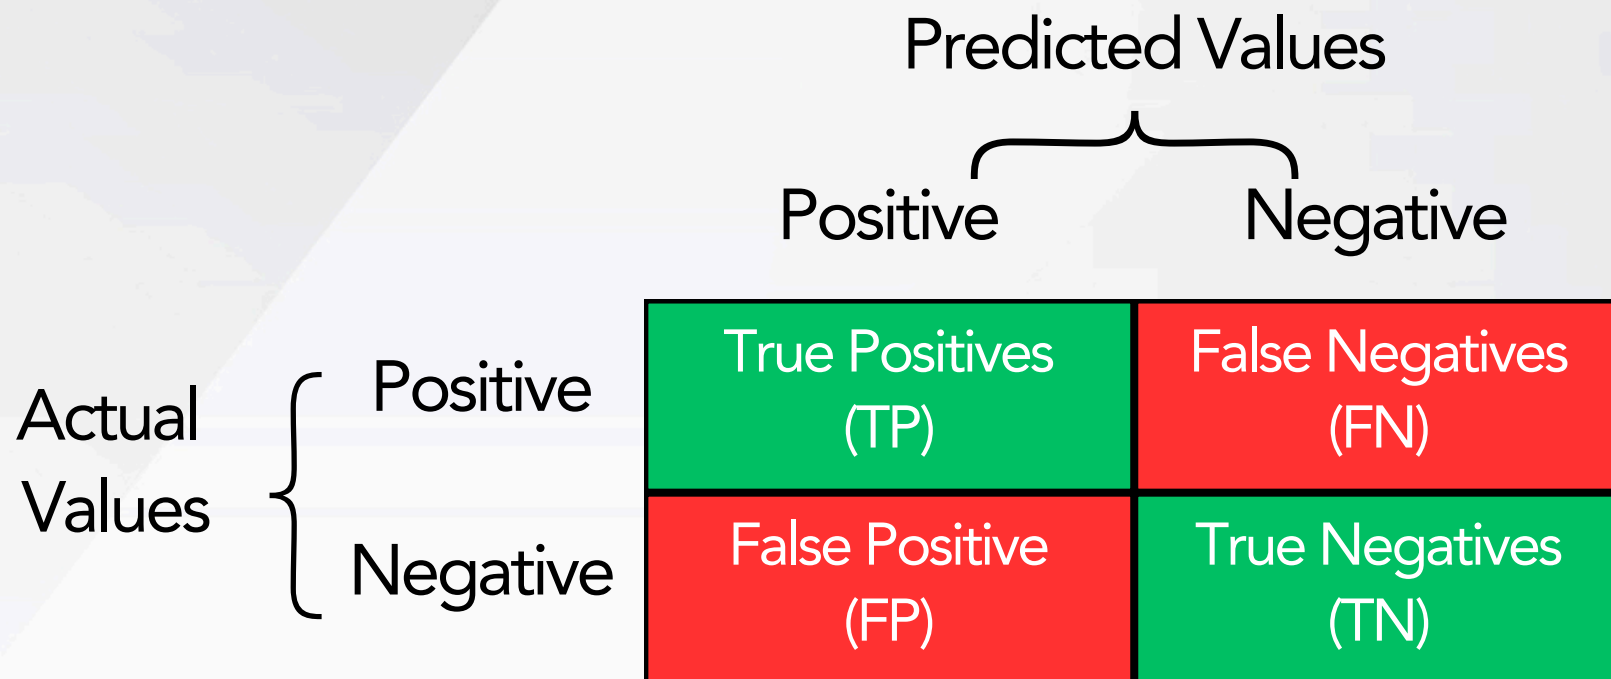 Predicted Values
Positive Negative
True Positives
(TP)
False Negatives
(FN)
Actual
Values
Positive
Negative
False Positive
(FP)
True Negatives
(TN)